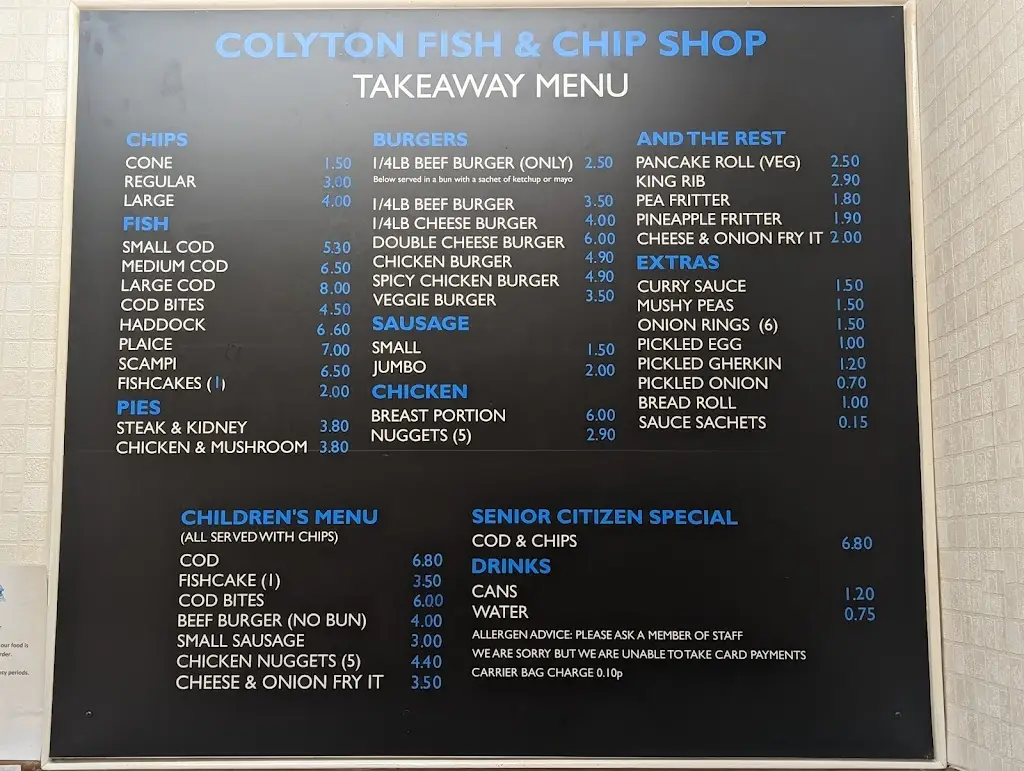 COLYTON FISH & CHIP SHOP
TAKEAWAY MENU
CHIPS
CONE 1.50
REGULAR 3.00
LARGE 4.00
FISH
SMALL COD 5.30
MEDIUM COD 6.50
LARGE COD 8.00
COD BITES 4.50
HADDOCK 6.60
PLAICE 7.00
SCAMPI 6.50
FISHCAKES (1) 2.00
PIES
STEAK & KIDNEY 3.80
CHICKEN & MUSHROOM 3.80
BURGERS
1/4LB BEEF BURGER (ONLY) 2.50
Below served in a bun with a sachet of ketchup or mayo
1/4LB BEEF BURGER 3.50
1/4LB CHEESE BURGER 4.00
DOUBLE CHEESE BURGER 6.00
CHICKEN BURGER 4.90
SPICY CHICKEN BURGER 4.90
VEGGIE BURGER 3.50
SAUSAGE
SMALL 1.50
JUMBO 2.00
CHICKEN
BREAST PORTION 6.00
NUGGETS (5) 2.90
AND THE REST
PANCAKE ROLL (VEG) 2.50
KING RIB 2.90
PEA FRITTER 1.80
PINEAPPLE FRITTER 1.90
CHEESE & ONION FRY IT 2.00
EXTRAS
CURRY SAUCE 1.50
MUSHY PEAS 1.50
ONION RINGS (6) 1.50
PICKLED EGG 1.00
PICKLED GHERKIN 1.20
PICKLED ONION 0.70
BREAD ROLL 1.00
SAUCE SACHETS 0.15
CHILDREN'S MENU
(ALL SERVED WITH CHIPS)
COD 6.80
FISHCAKE (1) 3.50
COD BITES 6.00
BEEF BURGER (NO BUN) 4.00
SMALL SAUSAGE 3.00
CHICKEN NUGGETS (5) 4.40
CHEESE & ONION FRY IT 3.50
SENIOR CITIZEN SPECIAL
COD & CHIPS 6.80
DRINKS
CANS 1.20
WATER 0.75
ALLERGEN ADVICE: PLEASE ASK A MEMBER OF STAFF
WE ARE SORRY BUT WE ARE UNABLE TO TAKE CARD PAYMENTS
CARRIER BAG CHARGE 0.10p
our food is
periods.